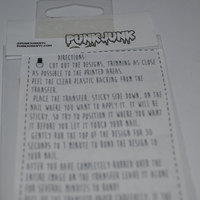 PUNKJUNK
DIRECTIONS:
CUT OUT THE DESIGNS, TRIMMING AS CLOSE
AS POSSIBLE TO THE PRINTED AREAS.
PEEL THE CLEAR PLASTIC BACKING FROM THE
TRANSFER.
PLACE THE TRANSFER, STICKY SIDE DOWN, ON THE
NAIL WHERE YOU WANT TO APPLY IT. IT WILL BE
STICKY, SO TRY TO POSITION IT WHERE YOU WANT
IT BEFORE YOU LET IT TOUCH YOUR NAIL.
GENTLY RUB THE TOP OF THE DESIGN FOR 30
SECONDS TO 1 MINUTE TO BOND THE DESIGN TO
YOUR NAIL.
AFTER YOU HAVE COMPLETELY RUBBED OVER THE
ENTIRE IMAGE ON THE TRANSFER LEAVE IT ALONE
FOR SEVERAL MINUTES TO BOND!